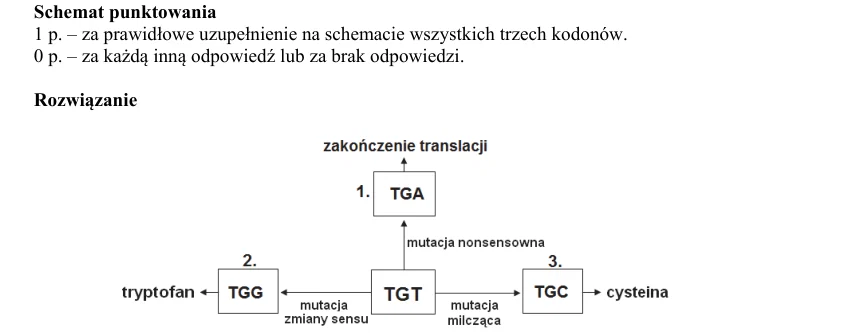 Schemat punktowania
1 p. – za prawidłowe uzupełnienie na schemacie wszystkich trzech kodonów.
0 p. – za każdą inną odpowiedź lub za brak odpowiedzi.
Rozwiązanie
zakończenie translacji
1. TGA
mutacja nonsensowna
2. 3.
tryptofan TGG TGT TGC cysteina
mutacja mutacja
zmiany sensu milcząca